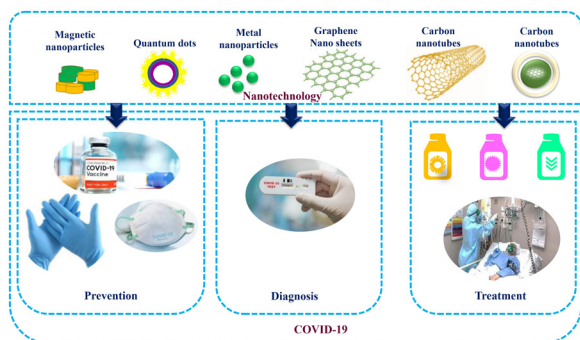 Magnetic
nanoparticles
Quantum dots
Metal
nanoparticles
Graphene
Nano sheets
Carbon
nanotubes
Carbon
nanotubes
Nanotechnology
COVID-19
Vaccine
COVID-19
TEST
Prevention
Diagnosis
Treatment
COVID-19